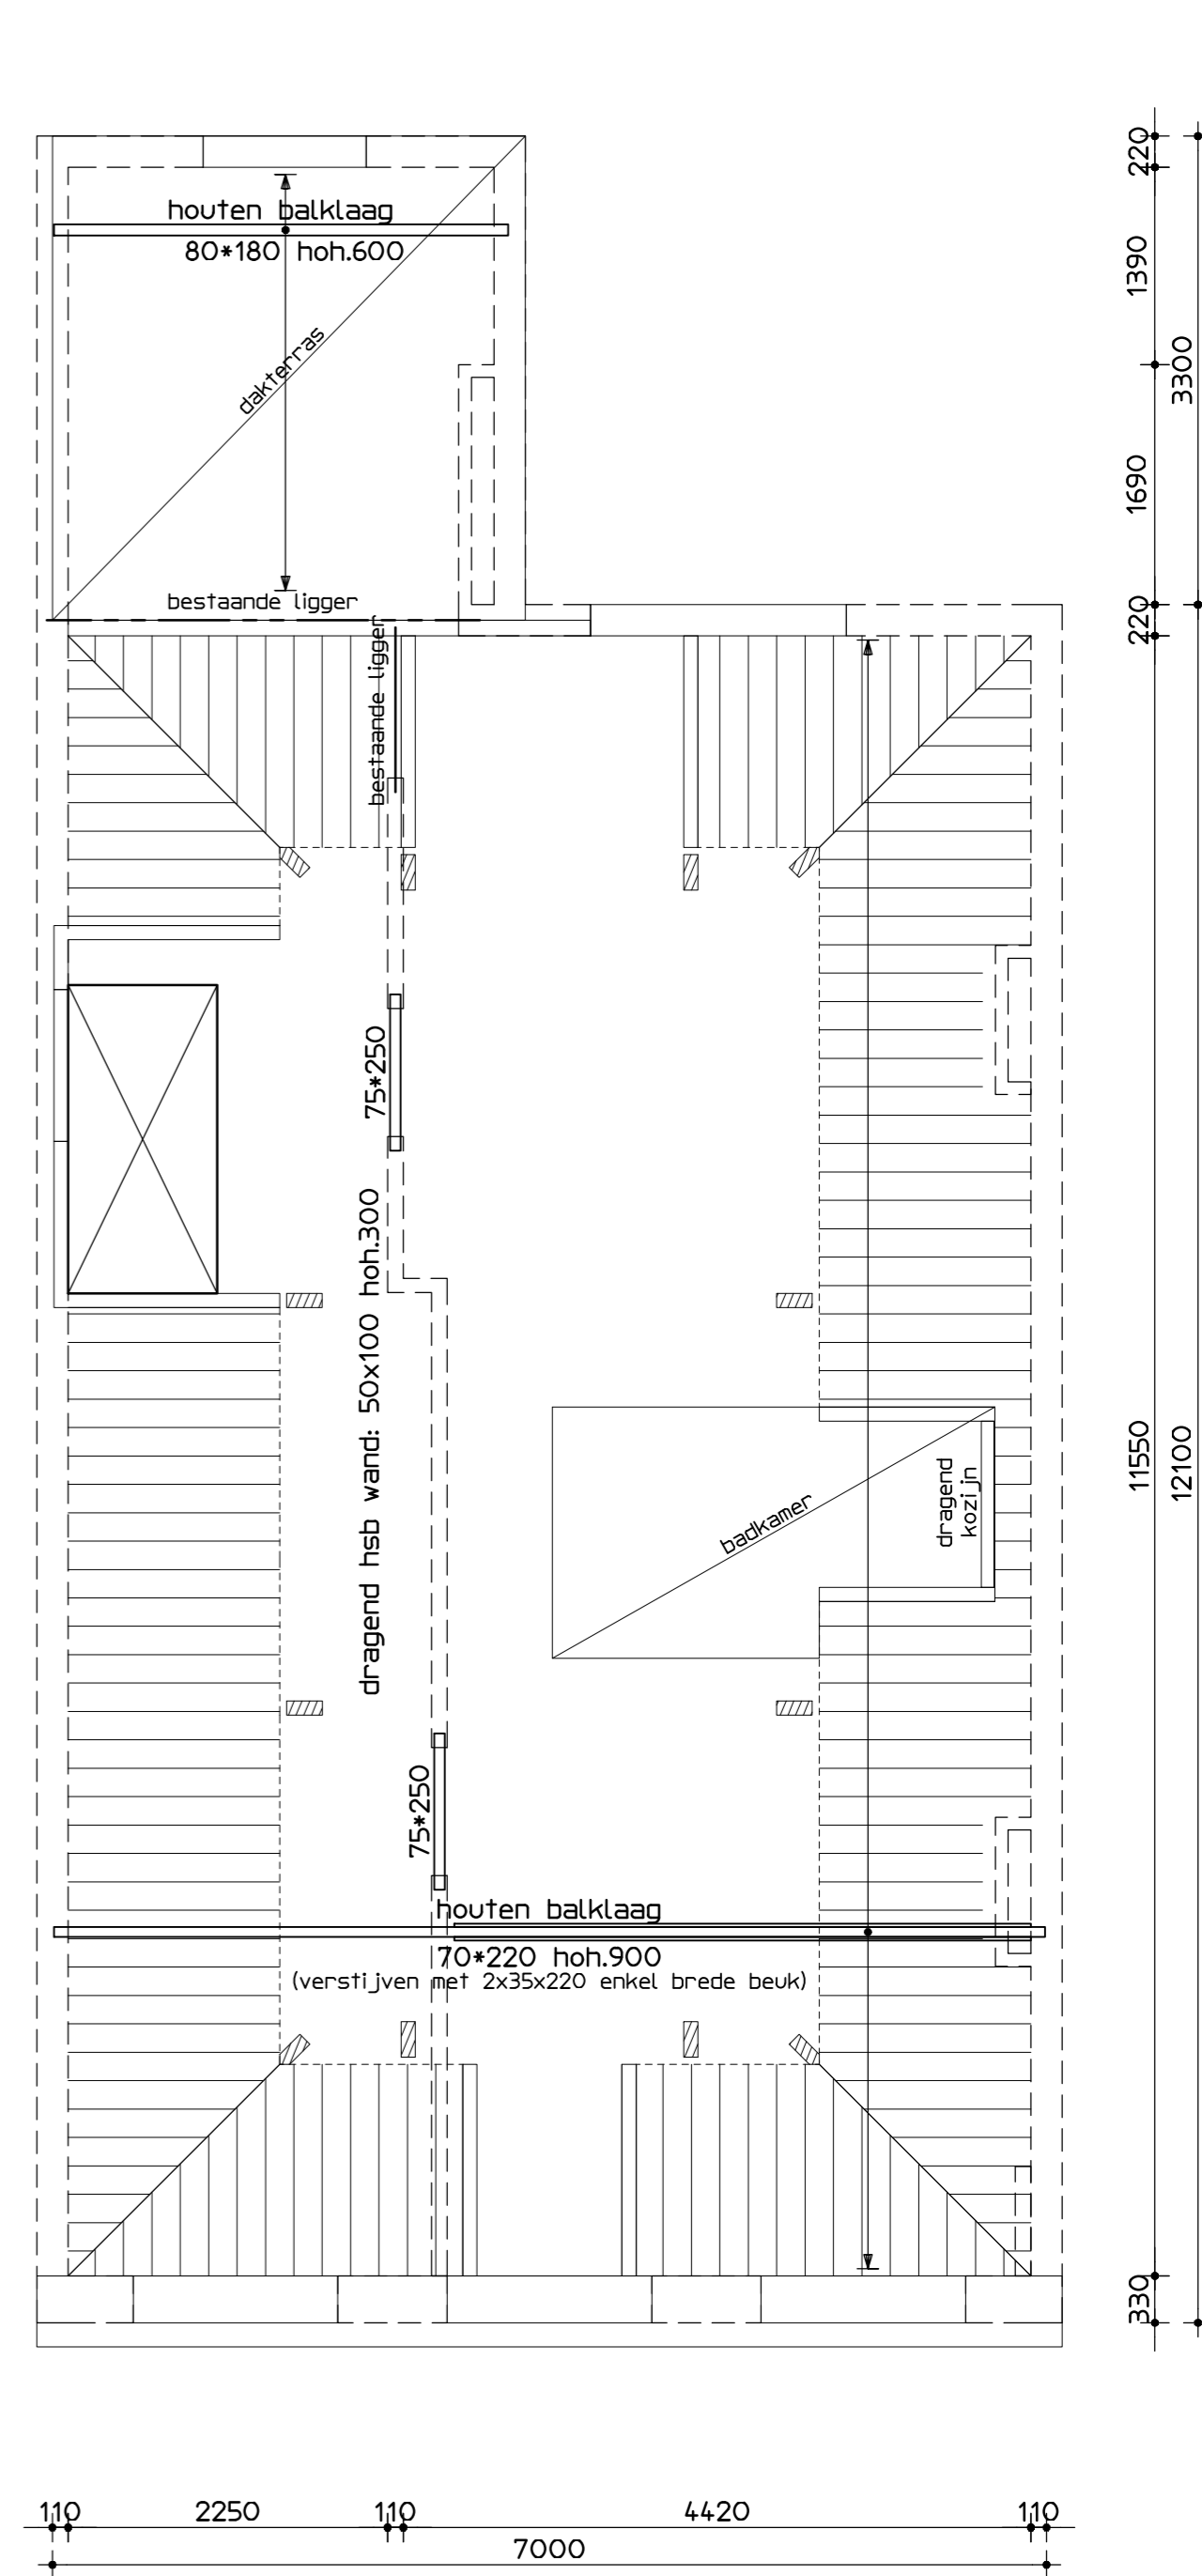 220
houten balklaag
80*180 hoh.600
1390
dakterras
3300
1690
bestaande ligger
220
bestaande ligger
75*250
dragend hsb wand: 50x100 hoh.300
11550
12100
dragend
kozijn
badkamer
75*250
houten balklaag
70*220 hoh.900
(verstijven met 2x35x220 enkel brede beuk)
330
110 2250 110 4420 110
7000